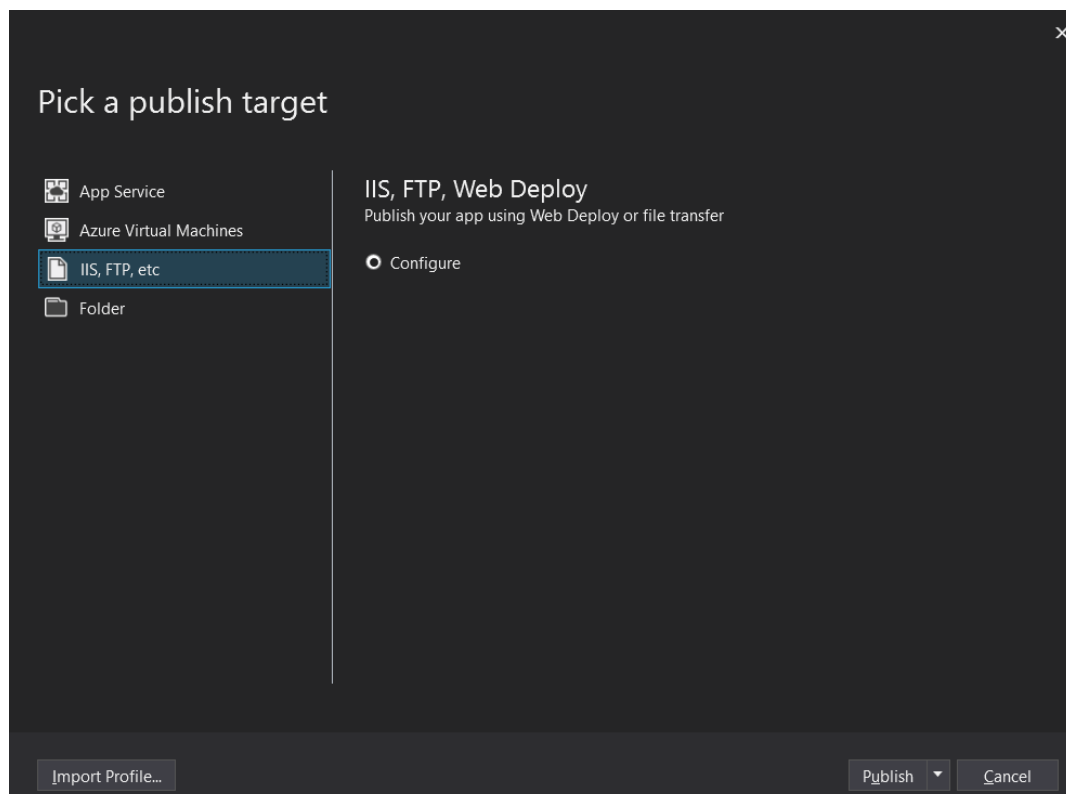 Pick a publish target
App Service
Azure Virtual Machines
IIS, FTP, etc
Folder
IIS, FTP, Web Deploy
Publish your app using Web Deploy or file transfer
Configure
Import Profile...
Publish
Cancel